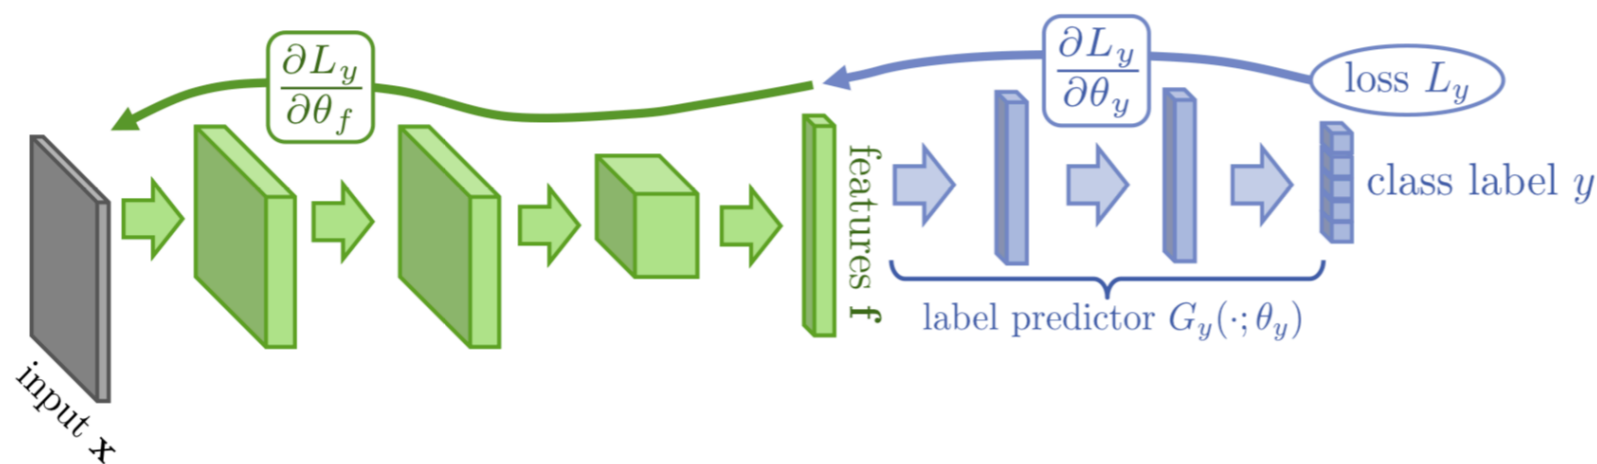 ∂L_y
∂θ_f
∂L_y
∂θ_y
loss L_y
input x
features f
class label y
label predictor G_y(·; θ_y)